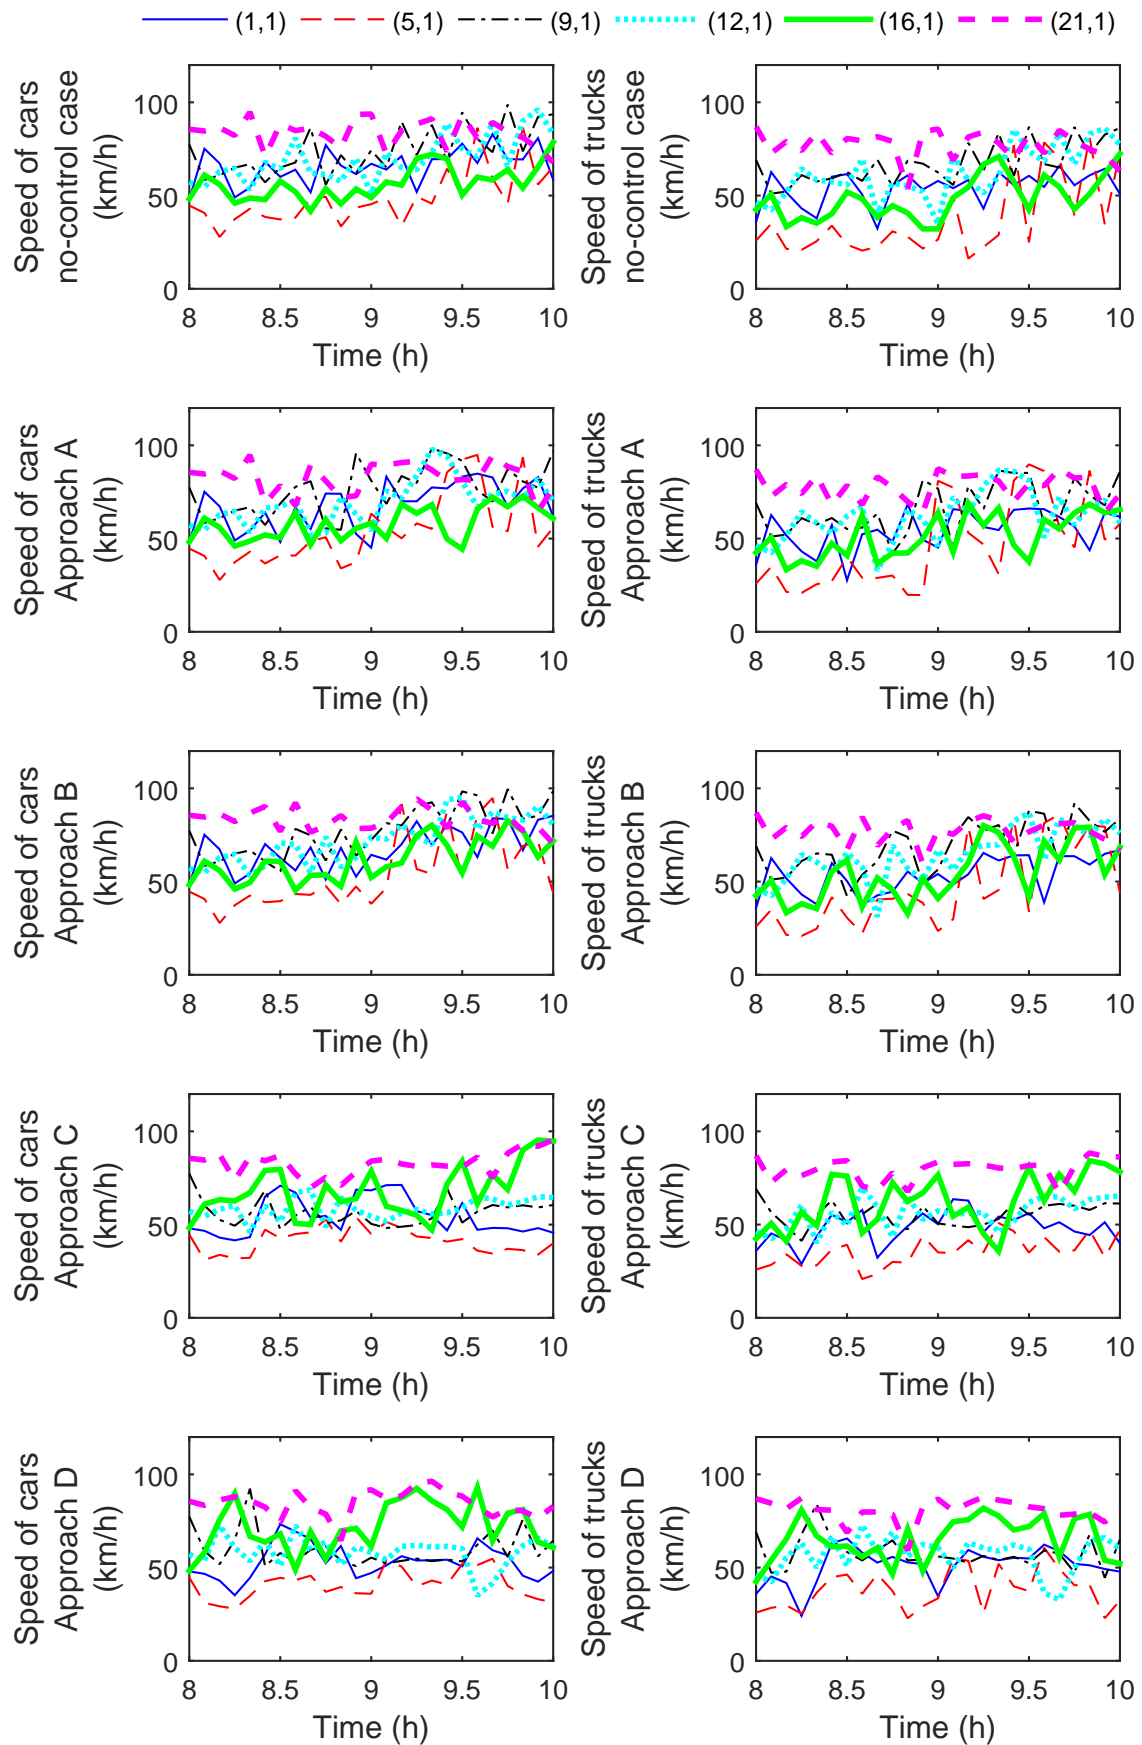 (1,1) (5,1) (9,1) (12,1) (16,1) (21,1)
Speed of cars
no-control case
(km/h)
100
50
0
8 8.5 9 9.5 10
Time (h)
Speed of trucks
no-control case
(km/h)
100
50
0
8 8.5 9 9.5 10
Time (h)
Speed of cars
Approach A
(km/h)
100
50
0
8 8.5 9 9.5 10
Time (h)
Speed of trucks
Approach A
(km/h)
100
50
0
8 8.5 9 9.5 10
Time (h)
Speed of cars
Approach B
(km/h)
100
50
0
8 8.5 9 9.5 10
Time (h)
Speed of trucks
Approach B
(km/h)
100
50
0
8 8.5 9 9.5 10
Time (h)
Speed of cars
Approach C
(km/h)
100
50
0
8 8.5 9 9.5 10
Time (h)
Speed of trucks
Approach C
(km/h)
100
50
0
8 8.5 9 9.5 10
Time (h)
Speed of cars
Approach D
(km/h)
100
50
0
8 8.5 9 9.5 10
Time (h)
Speed of trucks
Approach D
(km/h)
100
50
0
8 8.5 9 9.5 10
Time (h)